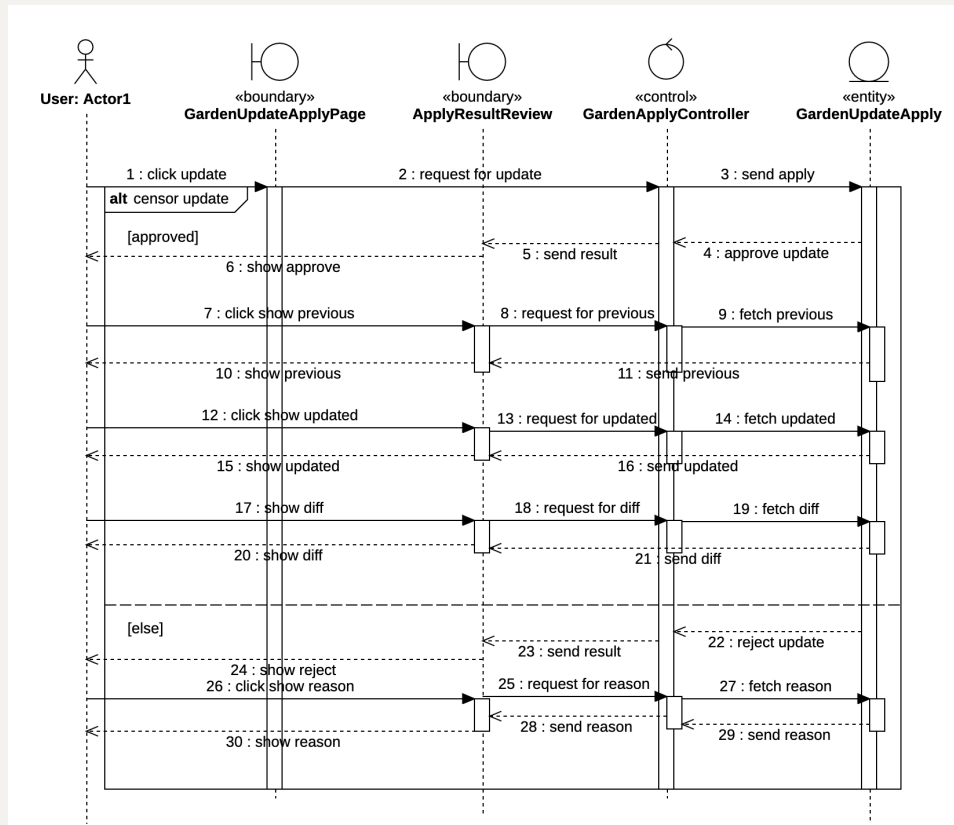 User: Actor1
«boundary»
GardenUpdateApplyPage
«boundary»
ApplyResultReview
«control»
GardenApplyController
«entity»
GardenUpdateApply
1 : click update
2 : request for update
3 : send apply
alt censor update
[approved]
4 : approve update
5 : send result
6 : show approve
7 : click show previous
8 : request for previous
9 : fetch previous
10 : show previous
11 : send previous
12 : click show updated
13 : request for updated
14 : fetch updated
15 : show updated
16 : send updated
17 : show diff
18 : request for diff
19 : fetch diff
20 : show diff
21 : send diff
[else]
22 : reject update
23 : send result
24 : show reject
26 : click show reason
25 : request for reason
27 : fetch reason
28 : send reason
29 : send reason
30 : show reason